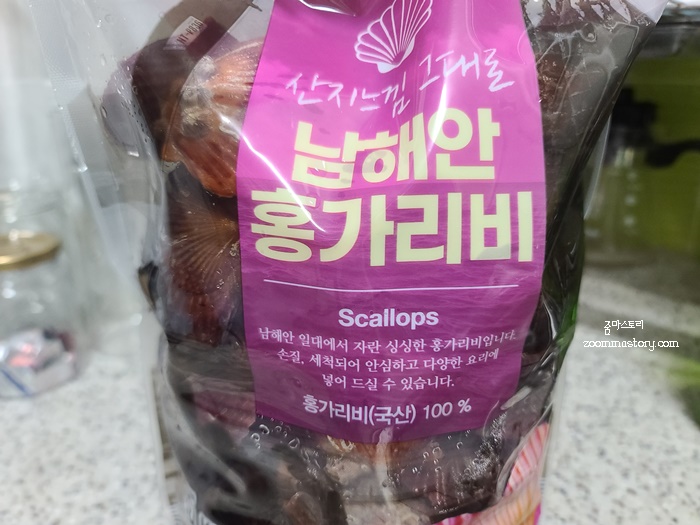 산지느낌 그대로
남해안
홍가리비
Scallops
남해안 일대에서 자란 싱싱한 홍가리비입니다.
손질, 세척되어 안심하고 다양한 요리에
넣어 드실 수 있습니다.
홍가리비(국산) 100 %
줌마스토리
zoommastory.com